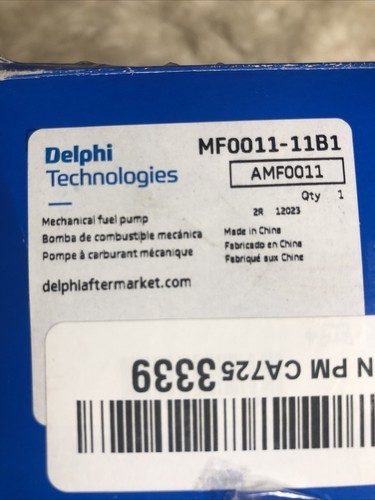 Delphi
Technologies
MF0011-11B1
AMF0011
Qty 1
2R 12023
Mechanical fuel pump
Bomba de combustible mecánica
Pompe à carburant mécanique
Made in China
Fabricado en China
Fabriqué aux Chine
delphiaftermarket.com
N PM CA725 3339